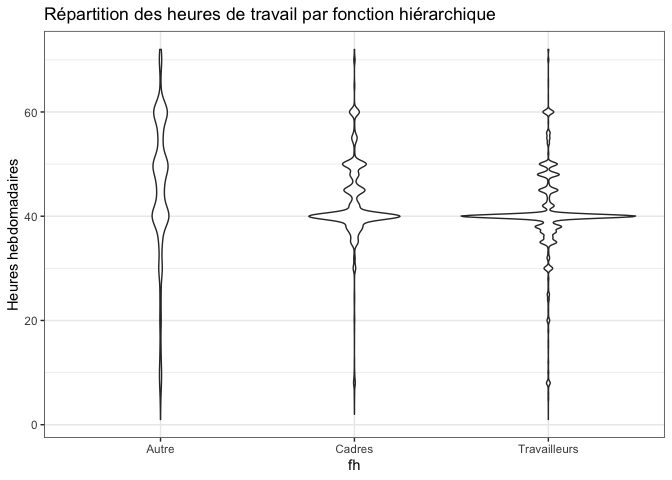 Répartition des heures de travail par fonction hiérarchique
Heures hebdomadaires
60
40
20
0
Autre
Cadres
Travailleurs
fh